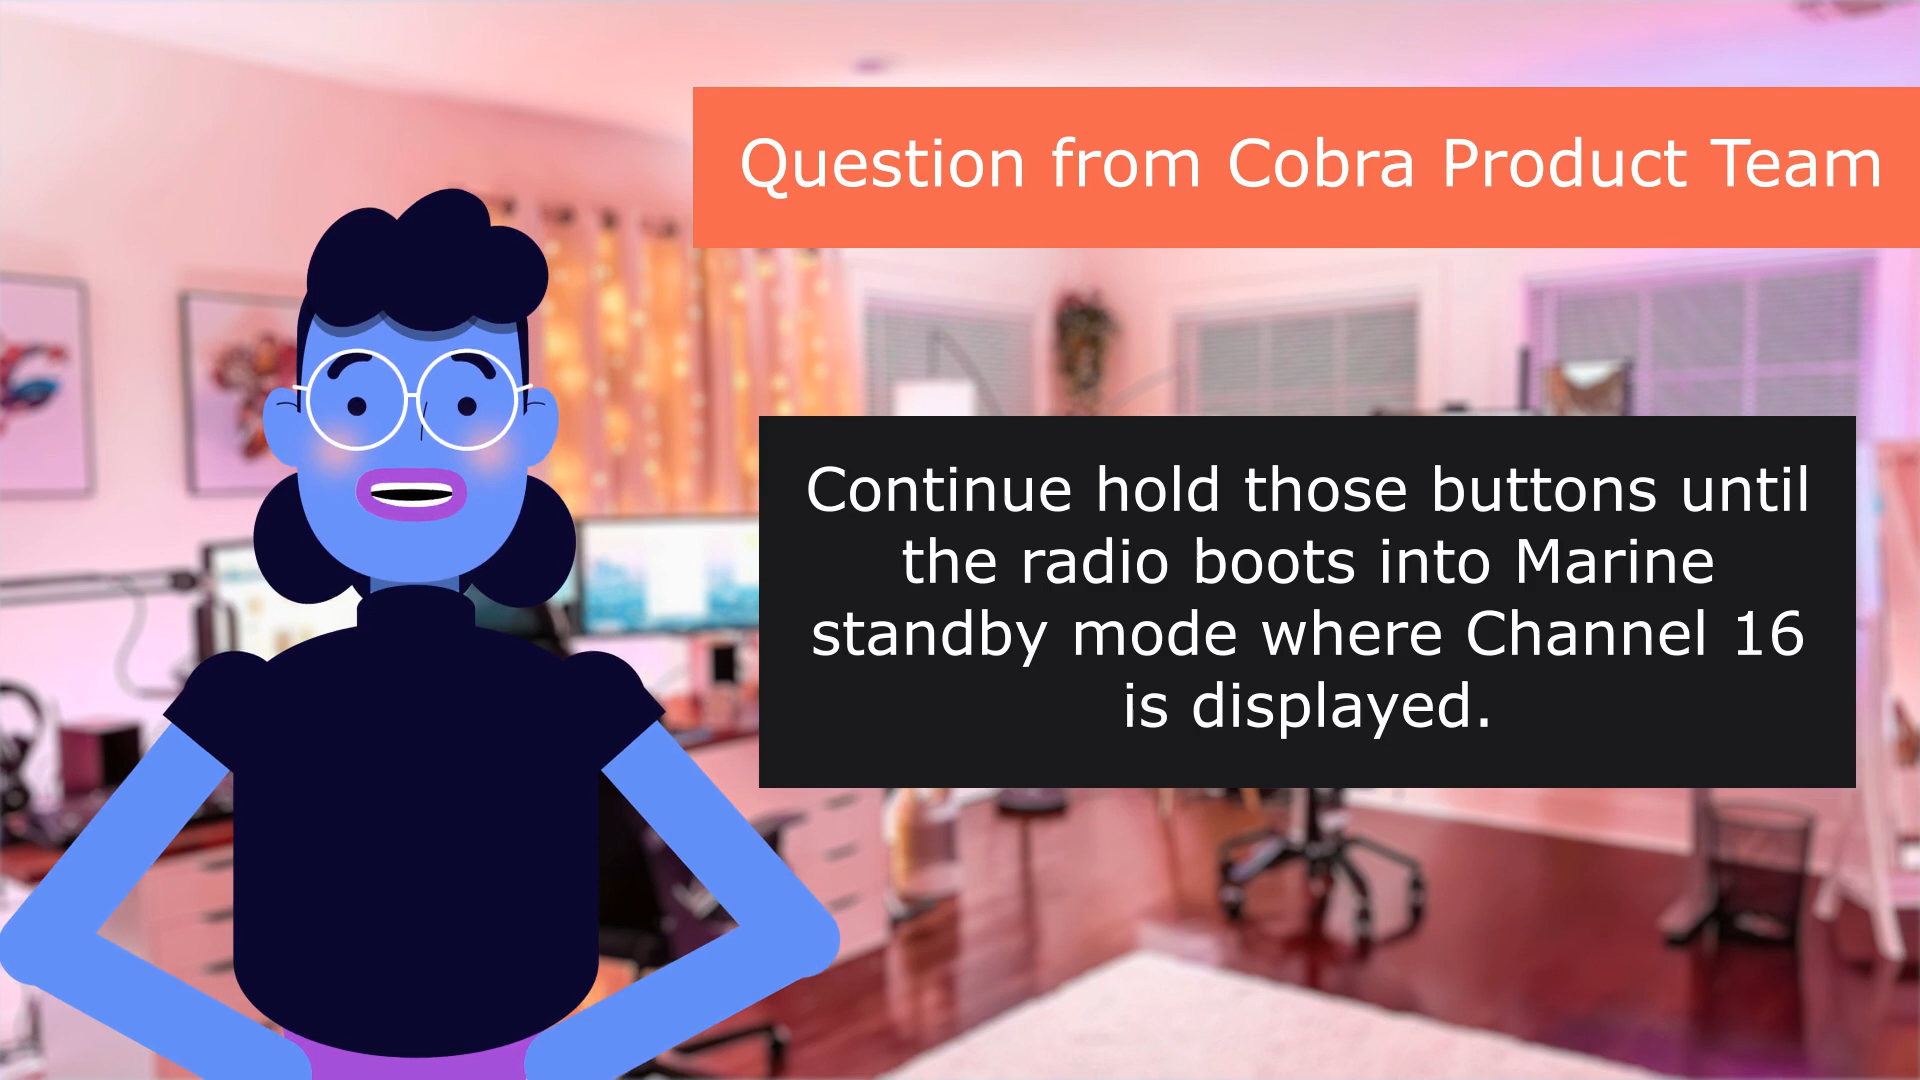 Question from Cobra Product Team
Continue hold those buttons until
the radio boots into Marine
standby mode where Channel 16
is displayed.